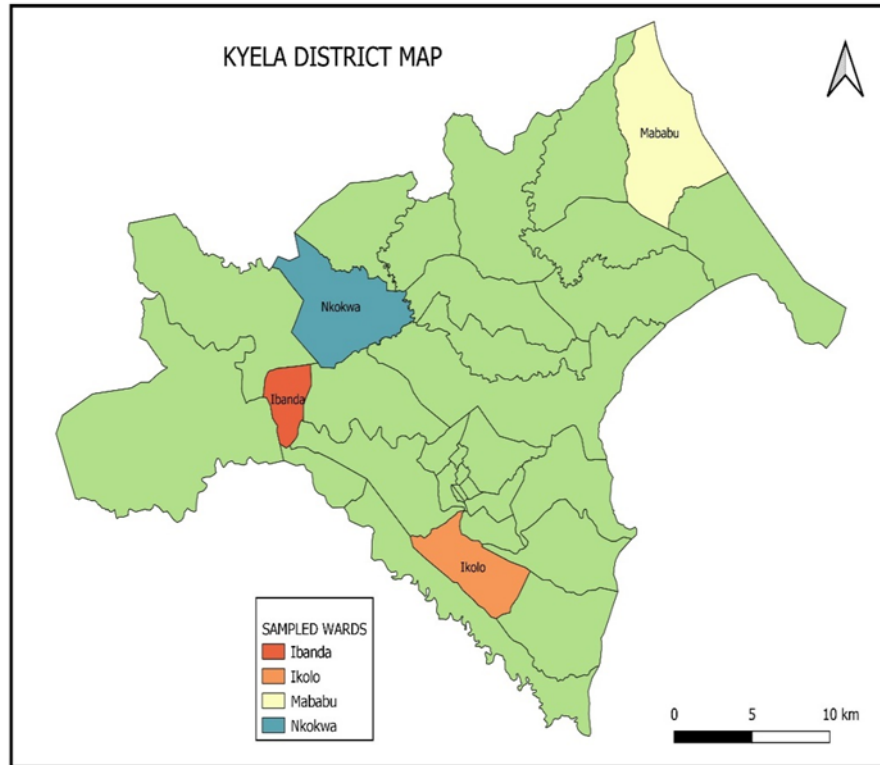 KYELA DISTRICT MAP
Mababu
Nkokwa
Ibanda
Ikolo
SAMPLED WARDS
Ibanda
Ikolo
Mababu
Nkokwa
0 5 10 km